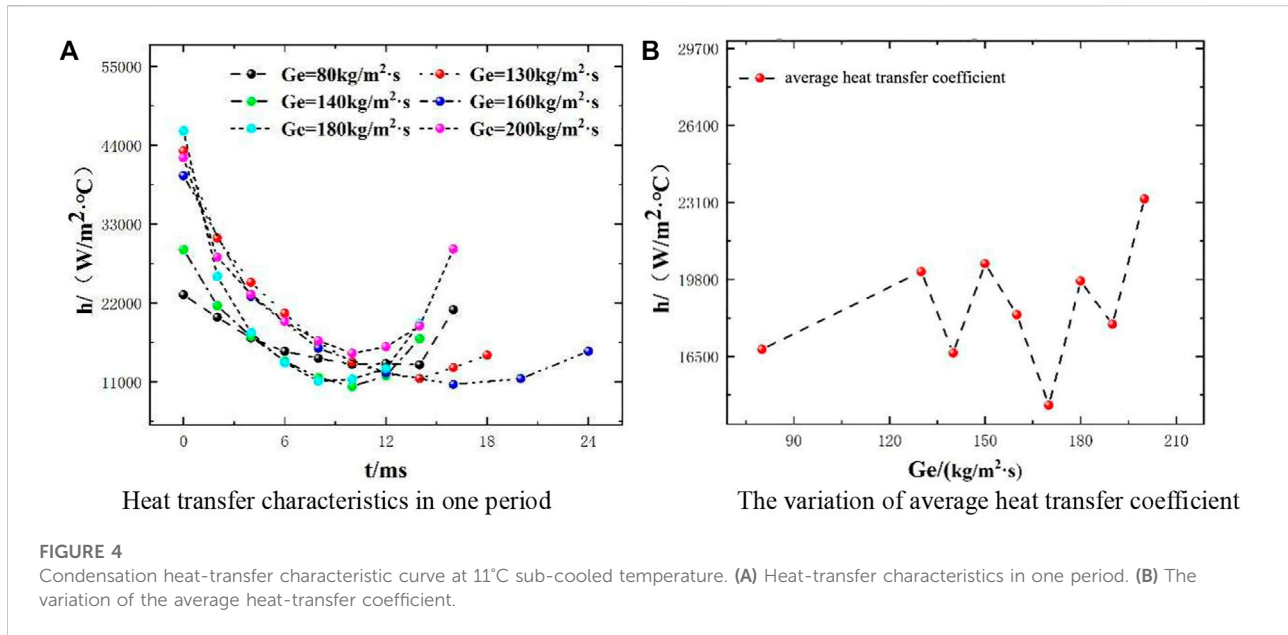 A
55000
44000
33000
22000
11000
h/（W/m²·°C)
Ge=80kg/m²·s
Ge=130kg/m²·s
Ge=140kg/m²·s
Ge=160kg/m²·s
Gc=180kg/m²·s
Gc=200kg/m²·s
0 6 12 18 24
t/ms
Heat transfer characteristics in one period
B
29700
26400
23100
19800
16500
h/（W/m²·°C)
average heat transfer coefficient
90 120 150 180 210
Ge/(kg/m²·s)
The variation of average heat transfer coefficient
FIGURE 4
Condensation heat-transfer characteristic curve at 11°C sub-cooled temperature. (A) Heat-transfer characteristics in one period. (B) The
variation of the average heat-transfer coefficient.